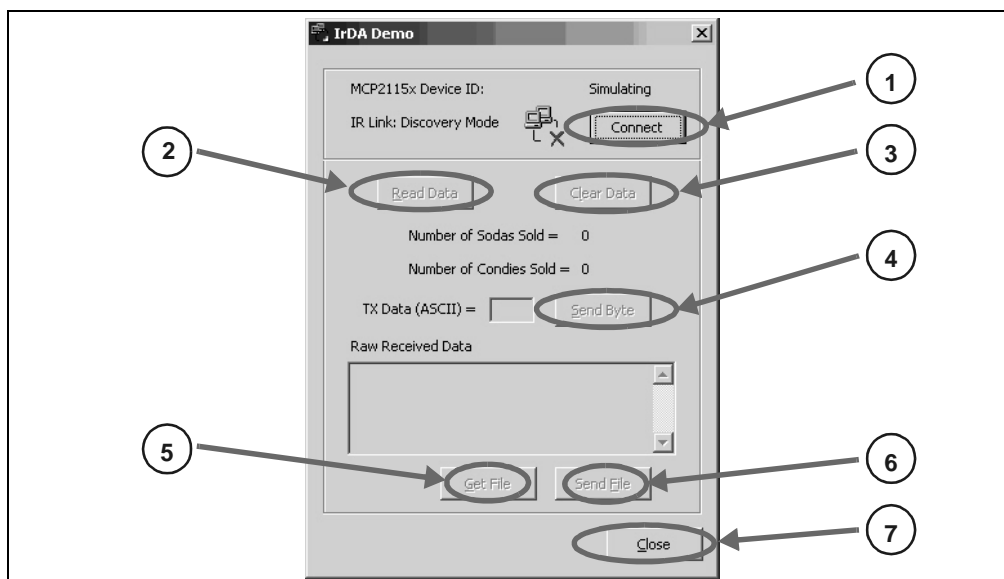 IrDA Demo
MCP2115x Device ID: Simulating
1
IR Link: Discovery Mode Connect
2
3
Read Data Clear Data
Number of Sodas Sold = 0
4
Number of Condies Sold = 0
TX Data (ASCII) = Send Byte
Raw Received Data
5
6
Get File Send File
7
Close